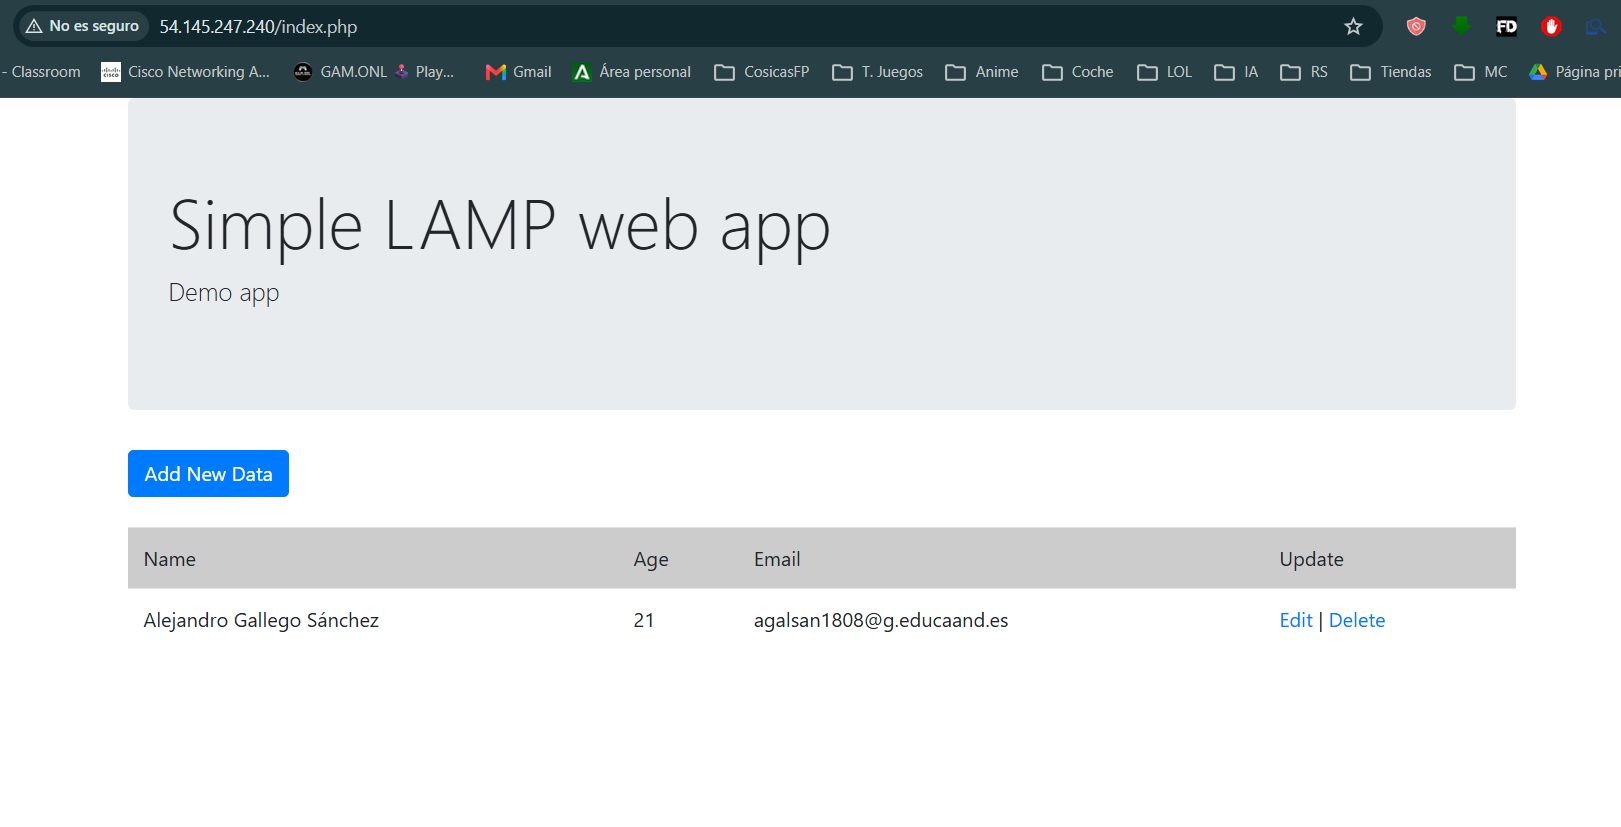 No es seguro 54.145.247.240/index.php FD
- Classroom cisco Cisco Networking A... GAM.ONL Play... Gmail Área personal CosicasFP T. Juegos Anime Coche LOL IA RS Tiendas MC Página pri
Simple LAMP web app
Demo app
Add New Data
Name Age Email Update
Alejandro Gallego Sánchez 21 agalsan1808@g.educaand.es Edit | Delete